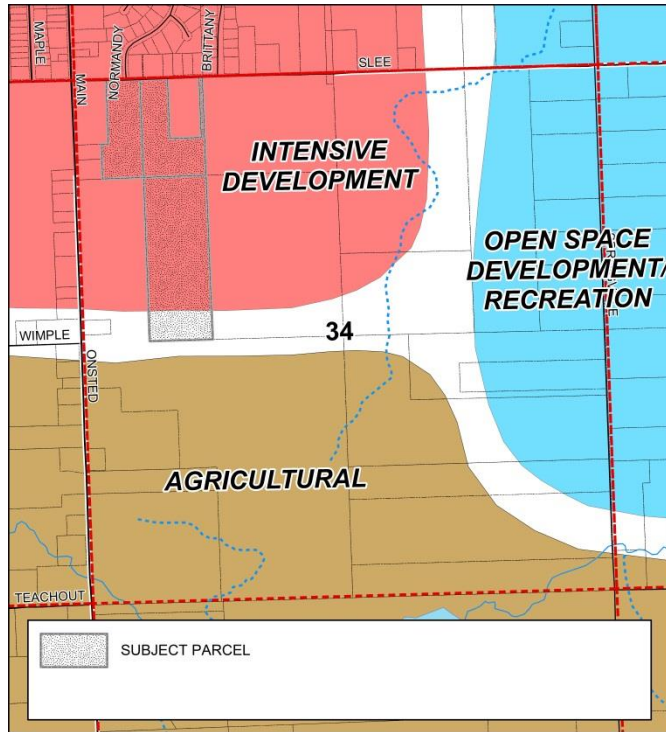 MAPLE
MAIN
NORMANDY
BRITTANY
SLEE
INTENSIVE
DEVELOPMENT
OPEN SPACE
DEVELOPMENT/
RECREATION
WIMPLE
34
ONSTED
AGRICULTURAL
TEACHOUT
SUBJECT PARCEL